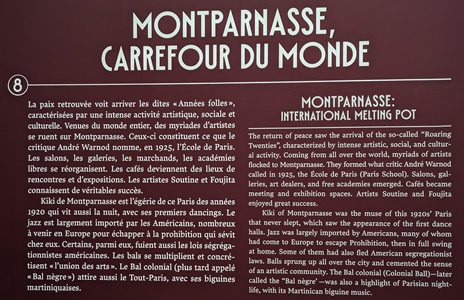 MONTPARNASSE,
CARREFOUR DU MONDE
8
La paix retrouvée voit arriver les dites « Années folles »,
caractérisées par une intense activité artistique, sociale et
culturelle. Venues du monde entier, des myriades d'artistes
se ruent sur Montparnasse. Ceux-ci constituent ce que le
critique André Warnod nomme, en 1925, l'École de Paris.
Les salons, les galeries, les marchands, les académies
libres se réorganisent. Les cafés deviennent des lieux de
rencontres et d'expositions. Les artistes Soutine et Foujita
connaissent de véritables succès.
Kiki de Montparnasse est l'égérie de ce Paris des années
1920 qui vit aussi la nuit, avec ses premiers dancings. Le
jazz est largement importé par les Américains, nombreux
à venir en Europe pour échapper à la prohibition qui sévit
chez eux. Certains, parmi eux, fuient aussi les lois ségréga-
tionnistes américaines. Les bals se multiplient et concré-
tisent « l'union des arts ». Le Bal colonial (plus tard appelé
« Bal nègre ») attire aussi le Tout-Paris, avec ses biguines
martiniquaises.
MONTPARNASSE:
INTERNATIONAL MELTING POT
The return of peace saw the arrival of the so-called “Roaring
Twenties”, characterized by intense artistic, social, and cultur-
al activity. Coming from all over the world, myriads of artists
flocked to Montparnasse. They formed what critic André Warnod
called in 1925, the École de Paris (Paris School). Salons, gal-
leries, art dealers, and free academies emerged. Cafés became
meeting and exhibition spaces. Artists Soutine and Foujita
enjoyed great success.
Kiki of Montparnasse was the muse of this 1920s' Paris
that never slept, which saw the appearance of the first dance
halls. Jazz was largely imported by Americans, many of whom
had come to Europe to escape Prohibition, then in full swing
at home. Some of them had also fled American segregationist
laws. Balls sprung up all over the city and cemented the sense
of an artistic community. The Bal colonial (Colonial Ball)—later
called the “Bal nègre”—was also a highlight of Parisian night-
life, with its Martinican biguine music.